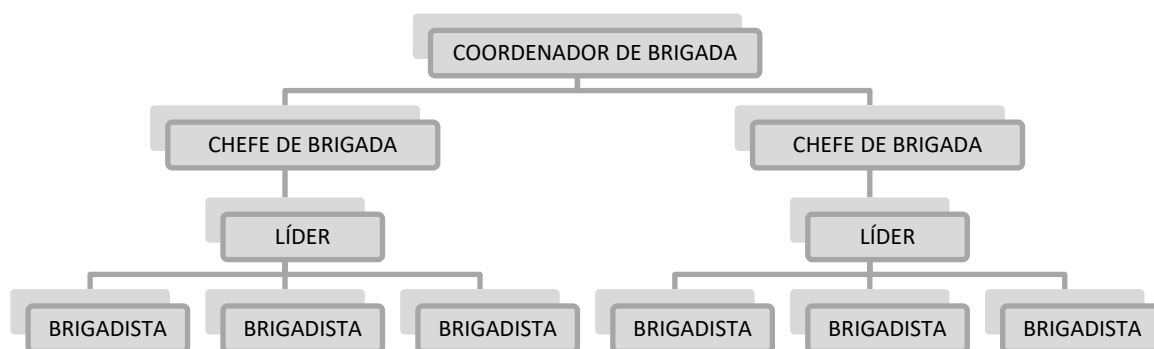 COORDENADOR DE BRIGADA
CHEFE DE BRIGADA
CHEFE DE BRIGADA
LÍDER
LÍDER
BRIGADISTA
BRIGADISTA
BRIGADISTA
BRIGADISTA
BRIGADISTA
BRIGADISTA